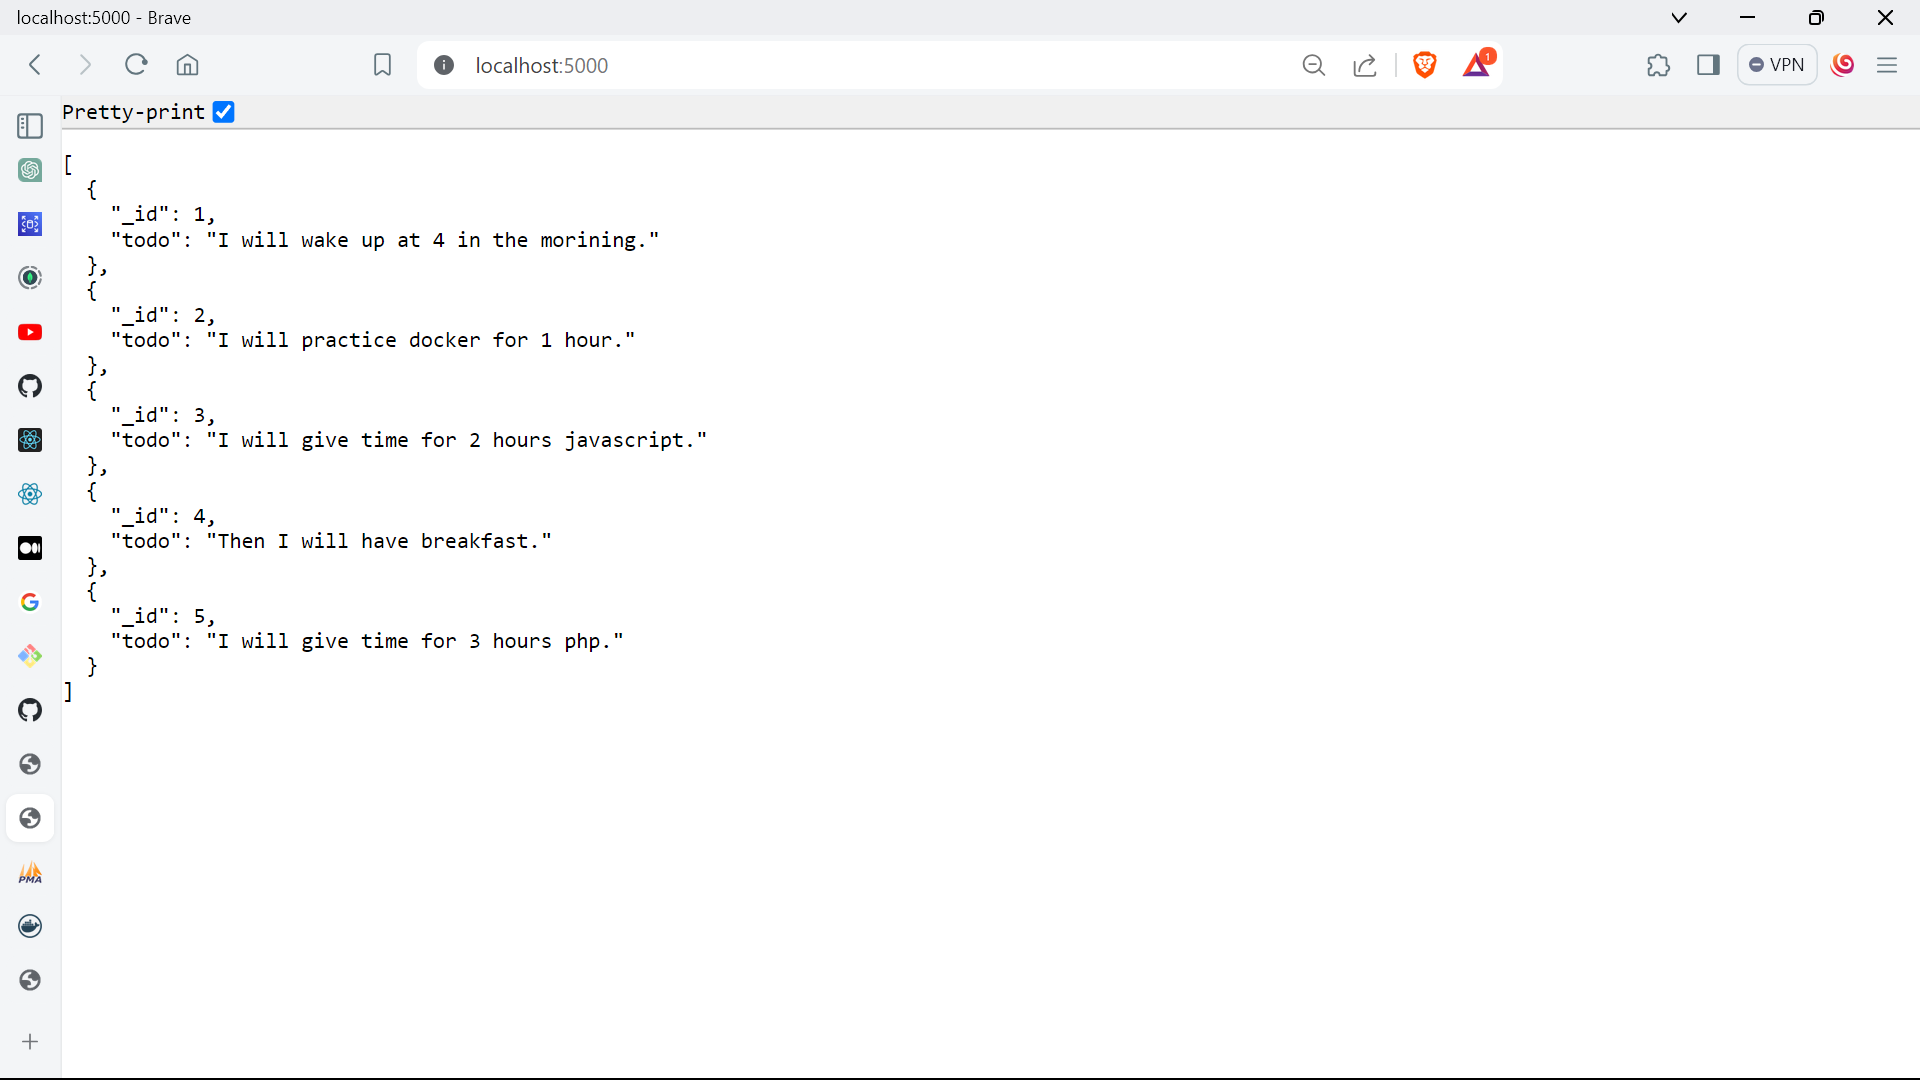 localhost:5000 - Brave
localhost:5000
1
VPN
Pretty-print
[
  {
    "_id": 1,
    "todo": "I will wake up at 4 in the morining."
  },
  {
    "_id": 2,
    "todo": "I will practice docker for 1 hour."
  },
  {
    "_id": 3,
    "todo": "I will give time for 2 hours javascript."
  },
  {
    "_id": 4,
    "todo": "Then I will have breakfast."
  },
  {
    "_id": 5,
    "todo": "I will give time for 3 hours php."
  }
]
PMA